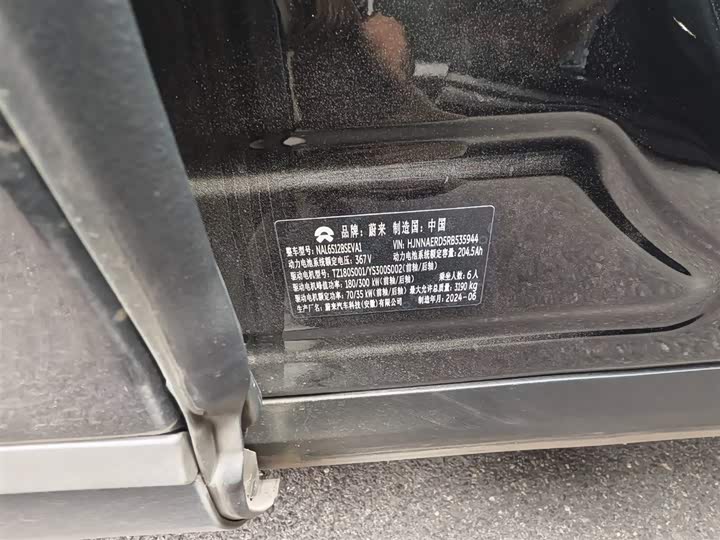 品牌：蔚来 制造国：中国
整车型号：NAL6512BSEVA1 VIN: HJNNAERD5RB535944
动力电池系统额定电压：367V 动力电池系统额定容量：204.5Ah
驱动电机型号：TZ180S001/YS300S002(前轴/后轴)
驱动电机峰值功率：180/300 kW(前轴/后轴) 乘坐人数：6人
驱动电机额定功率：70/35 kW(前轴/后轴) 最大允许总质量：3190 kg
生产厂名：蔚来汽车科技(安徽)有限公司 制造年月：2024-06